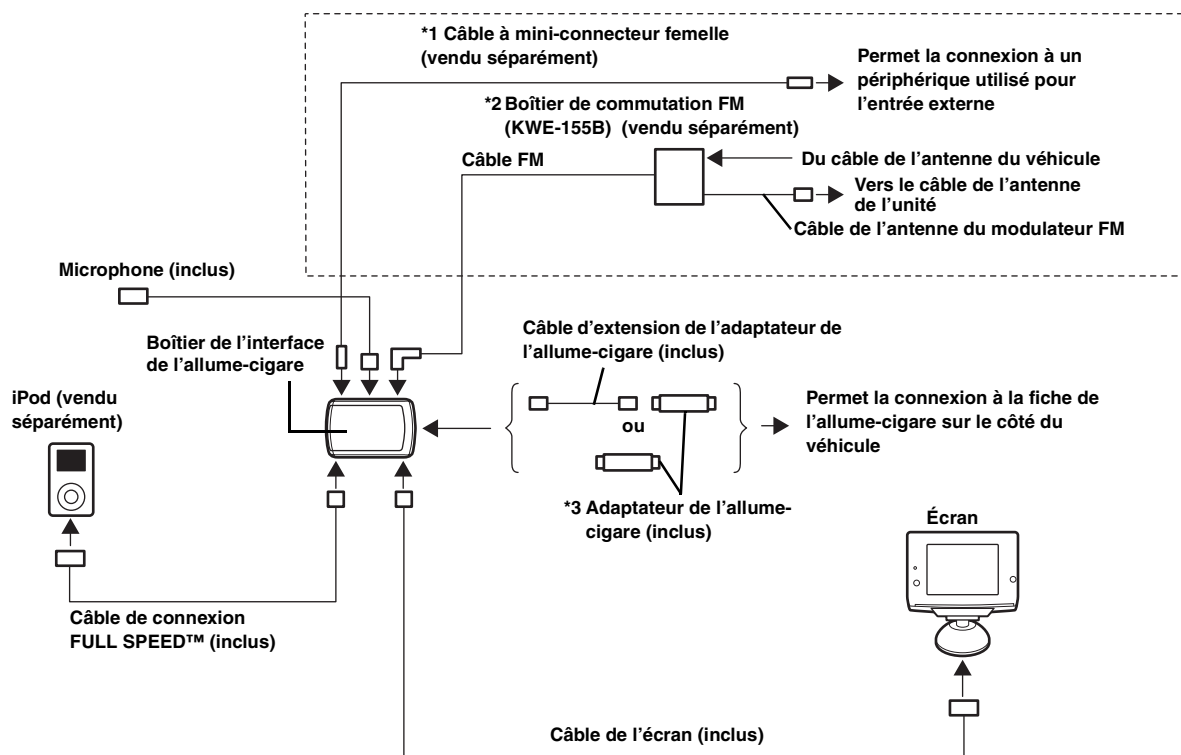 *1 Câble à mini-connecteur femelle
(vendu séparément)
Permet la connexion à un
périphérique utilisé pour
l’entrée externe
*2 Boîtier de commutation FM
(KWE-155B) (vendu séparément)
Câble FM
Du câble de l’antenne du véhicule
Vers le câble de l’antenne
de l’unité
Câble de l’antenne du modulateur FM
Microphone (inclus)
Boîtier de l’interface
de l’allume-cigare
Câble d'extension de l’adaptateur de
l’allume-cigare (inclus)
iPod (vendu
séparément)
ou
Permet la connexion à la fiche de
l’allume-cigare sur le côté du
véhicule
*3 Adaptateur de l’allume-
cigare (inclus)
Écran
Câble de connexion
FULL SPEED™ (inclus)
Câble de l’écran (inclus)